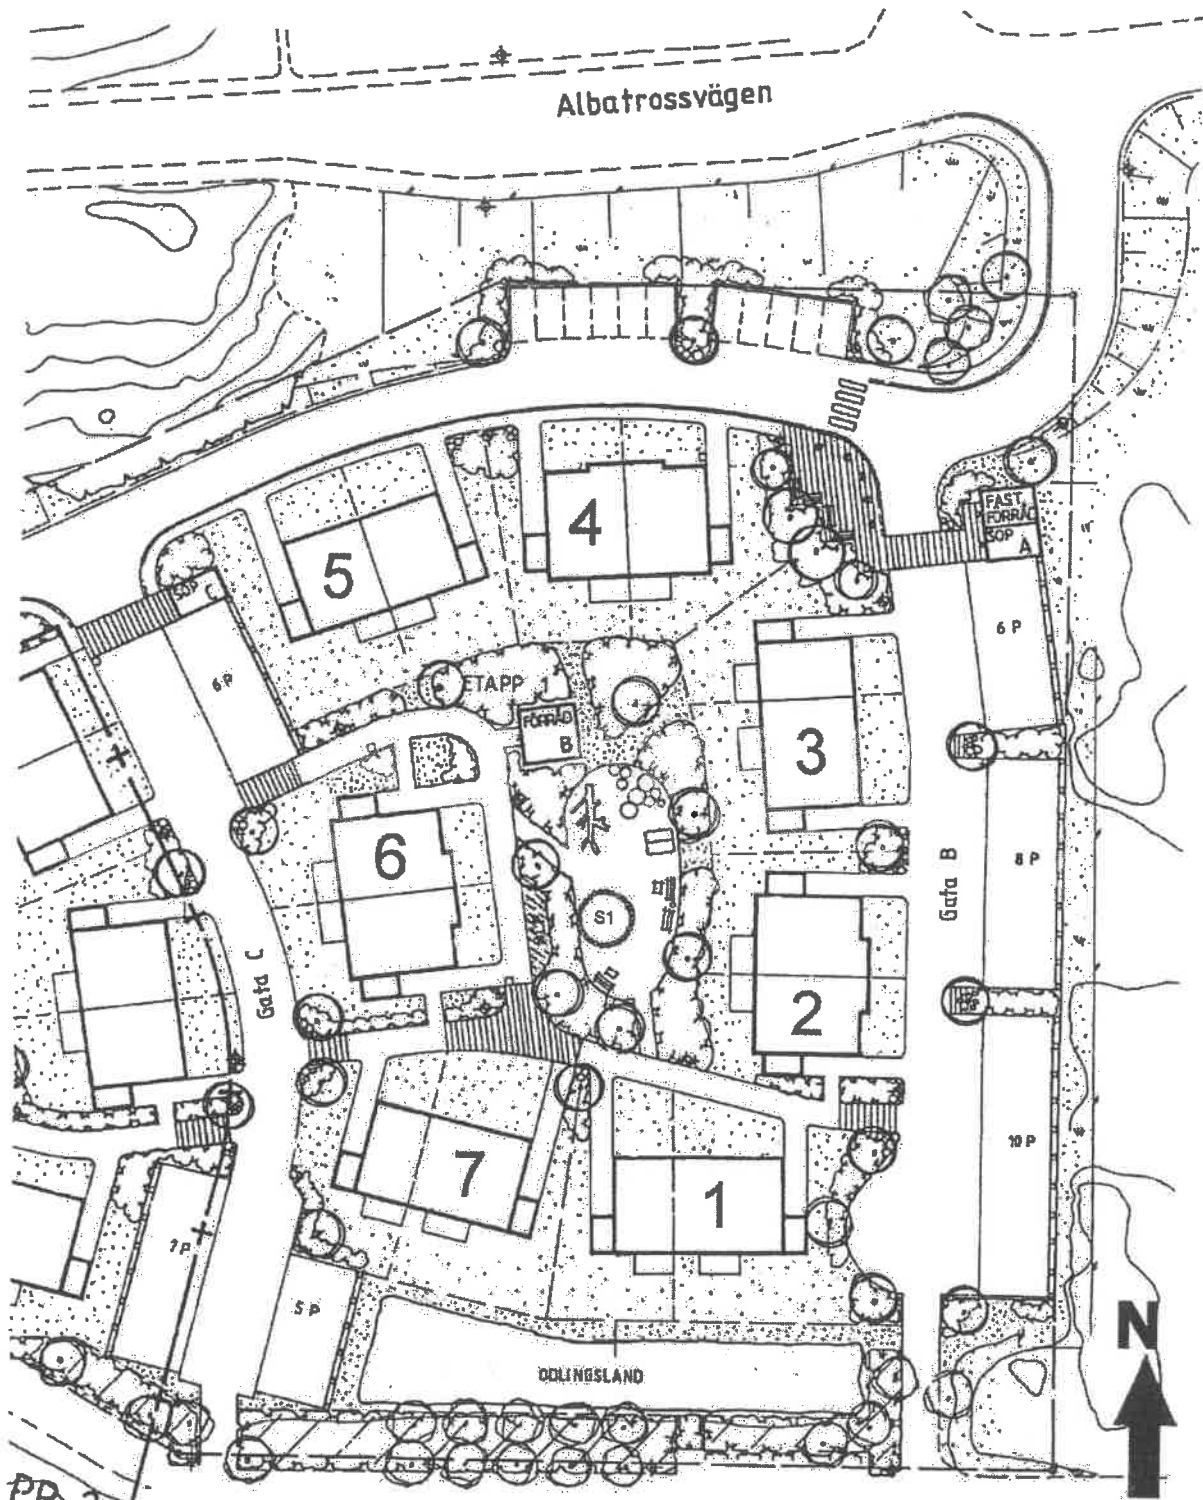 Albatrossvägen
4
5
FAST.
FÖRRÅD
SOP
A
SOP
C
6 P
6 P
ETAPP 1
FÖRRÅD
B
3
6
8 P
Gata B
S1
Gata C
2
10 P
7
1
7 P
5 P
ODLINGSLAND
N